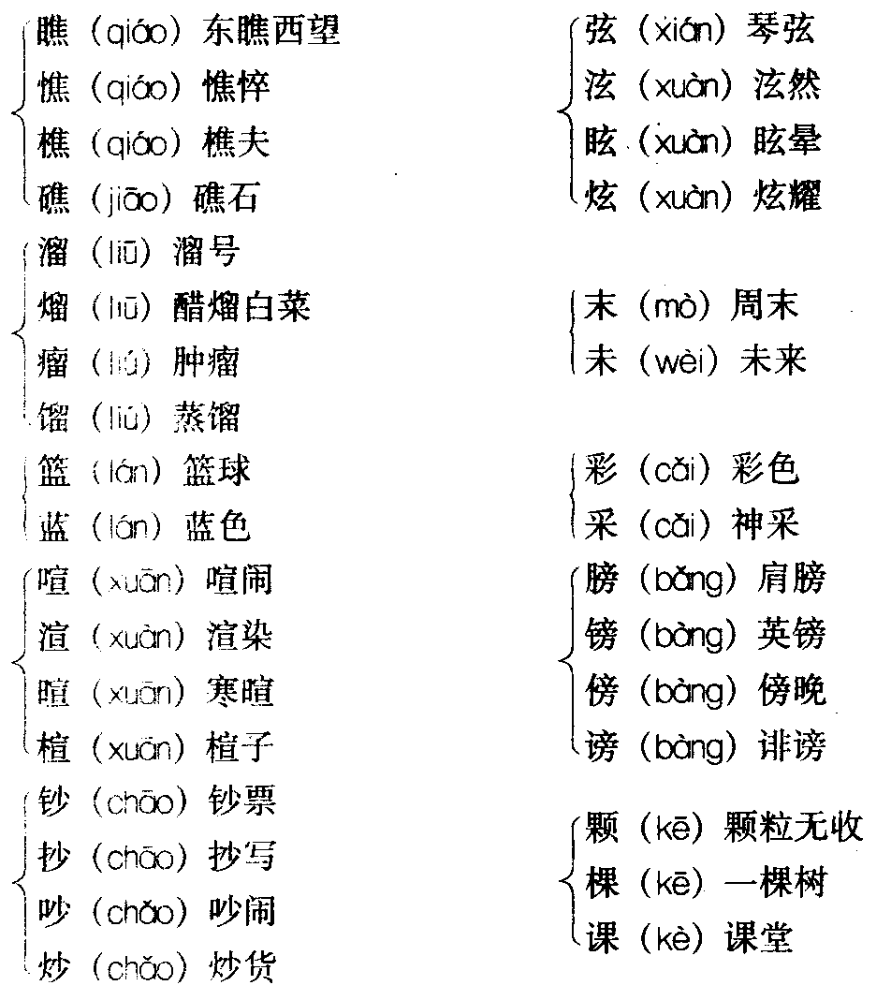 瞧（qiáo）东瞧西望
憔（qiáo）憔悴
樵（qiáo）樵夫
礁（jiāo）礁石
溜（liū）溜号
熘（liū）醋熘白菜
瘤（liú）肿瘤
馏（liú）蒸馏
篮（lán）篮球
蓝（lán）蓝色
喧（xuān）喧闹
渲（xuàn）渲染
暄（xuān）寒暄
楦（xuān）楦子
钞（chāo）钞票
抄（chāo）抄写
吵（chǎo）吵闹
炒（chǎo）炒货
弦（xián）琴弦
泫（xuàn）泫然
眩（xuàn）眩晕
炫（xuàn）炫耀
末（mò）周末
未（wèi）未来
彩（cǎi）彩色
采（cǎi）神采
膀（bǎng）肩膀
镑（bàng）英镑
傍（bàng）傍晚
谤（bàng）诽谤
颗（kē）颗粒无收
棵（kē）一棵树
课（kè）课堂